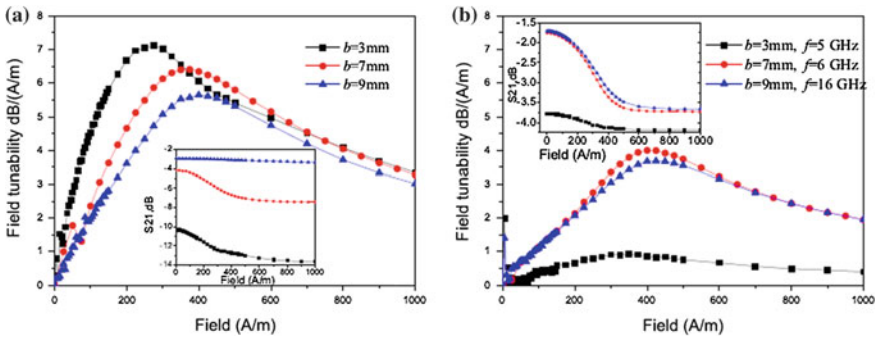 (a)
Field tunability dB/(A/m)
8
7
6
5
4
3
2
1
0
b=3mm
b=7mm
b=9mm
S21,dB
-2
-4
-6
-8
-10
-12
-14
0 200 400 600 800 1000
Field (A/m)
200 400 600 800 1000
Field (A/m)
(b)
Field tunability dB/(A/m)
8
7
6
5
4
3
2
1
0
S21,dB
-1.5
-2.0
-2.5
-3.0
-3.5
-4.0
0 200 400 600 800 1000
Field (A/m)
b=3mm, f=5 GHz
b=7mm, f=6 GHz
b=9mm, f=16 GHz
0 200 400 600 800 1000
Field (A/m)